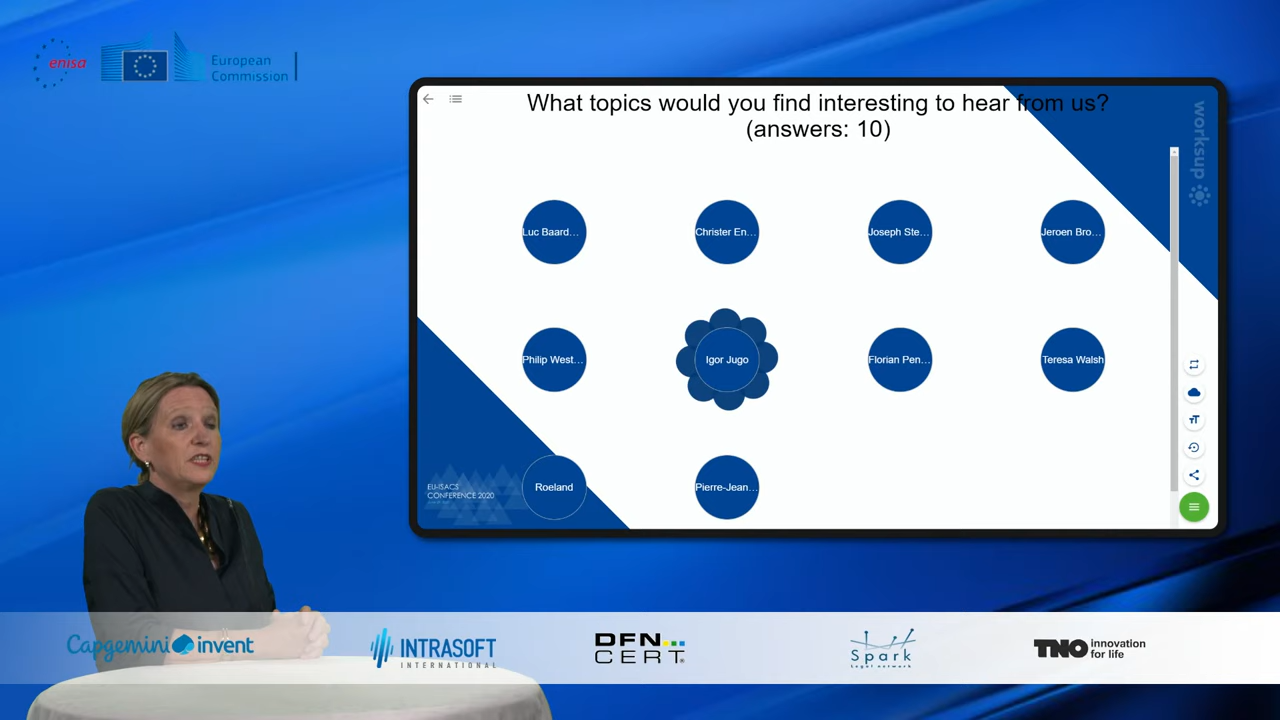 enisa
European
Commission
What topics would you find interesting to hear from us?
(answers: 10)
worksup
Luc Baard...
Christer En...
Joseph Ste...
Jeroen Bro...
Philip West...
Igor Jugo
Florian Pen...
Teresa Walsh
Roeland
Pierre-Jean...
EU-ISACS
CONFERENCE 2020
Capgemini invent
INTRASOFT
INTERNATIONAL
DFN
CERT
Spark
Legal network
TNO innovation
for life